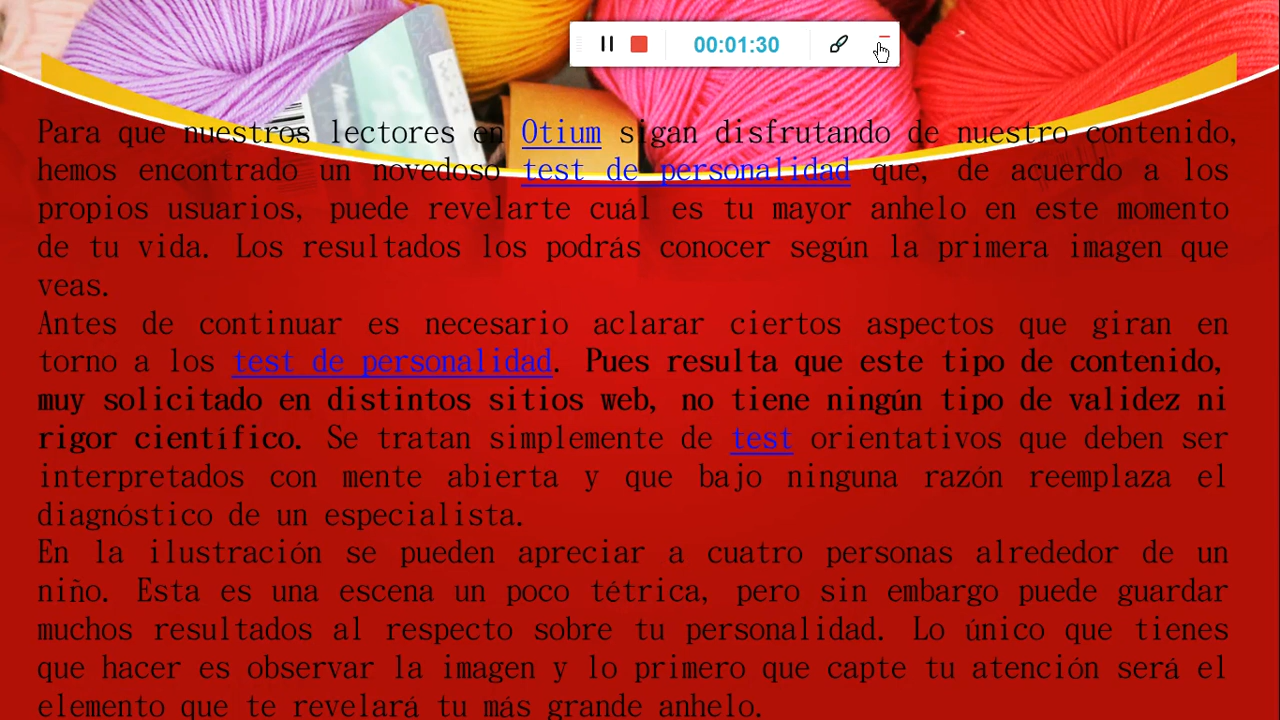 00:01:30
Para que nuestros lectores en Otium sigan disfrutando de nuestro contenido,
hemos encontrado un novedoso test de personalidad que, de acuerdo a los
propios usuarios, puede revelarte cuál es tu mayor anhelo en este momento
de tu vida. Los resultados los podrás conocer según la primera imagen que
veas.
Antes de continuar es necesario aclarar ciertos aspectos que giran en
torno a los test de personalidad. Pues resulta que este tipo de contenido,
muy solicitado en distintos sitios web, no tiene ningún tipo de validez ni
rigor científico. Se tratan simplemente de test orientativos que deben ser
interpretados con mente abierta y que bajo ninguna razón reemplaza el
diagnóstico de un especialista.
En la ilustración se pueden apreciar a cuatro personas alrededor de un
niño. Esta es una escena un poco tétrica, pero sin embargo puede guardar
muchos resultados al respecto sobre tu personalidad. Lo único que tienes
que hacer es observar la imagen y lo primero que capte tu atención será el
elemento que te revelará tu más grande anhelo.